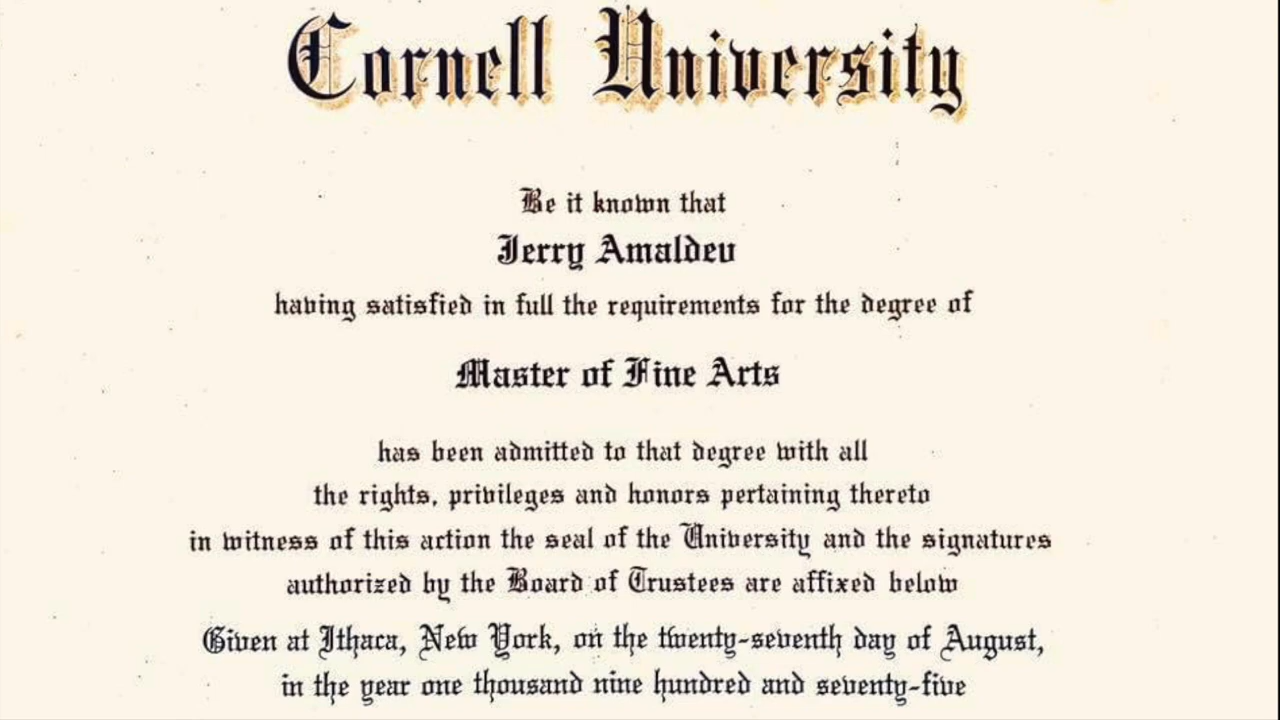 Cornell University
Be it known that
Jerry Amaldev
having satisfied in full the requirements for the degree of
Master of Fine Arts
has been admitted to that degree with all
the rights, privileges and honors pertaining thereto
in witness of this action the seal of the University and the signatures
authorized by the Board of Trustees are affixed below
Given at Ithaca, New York, on the twenty-seventh day of August,
in the year one thousand nine hundred and seventy-five